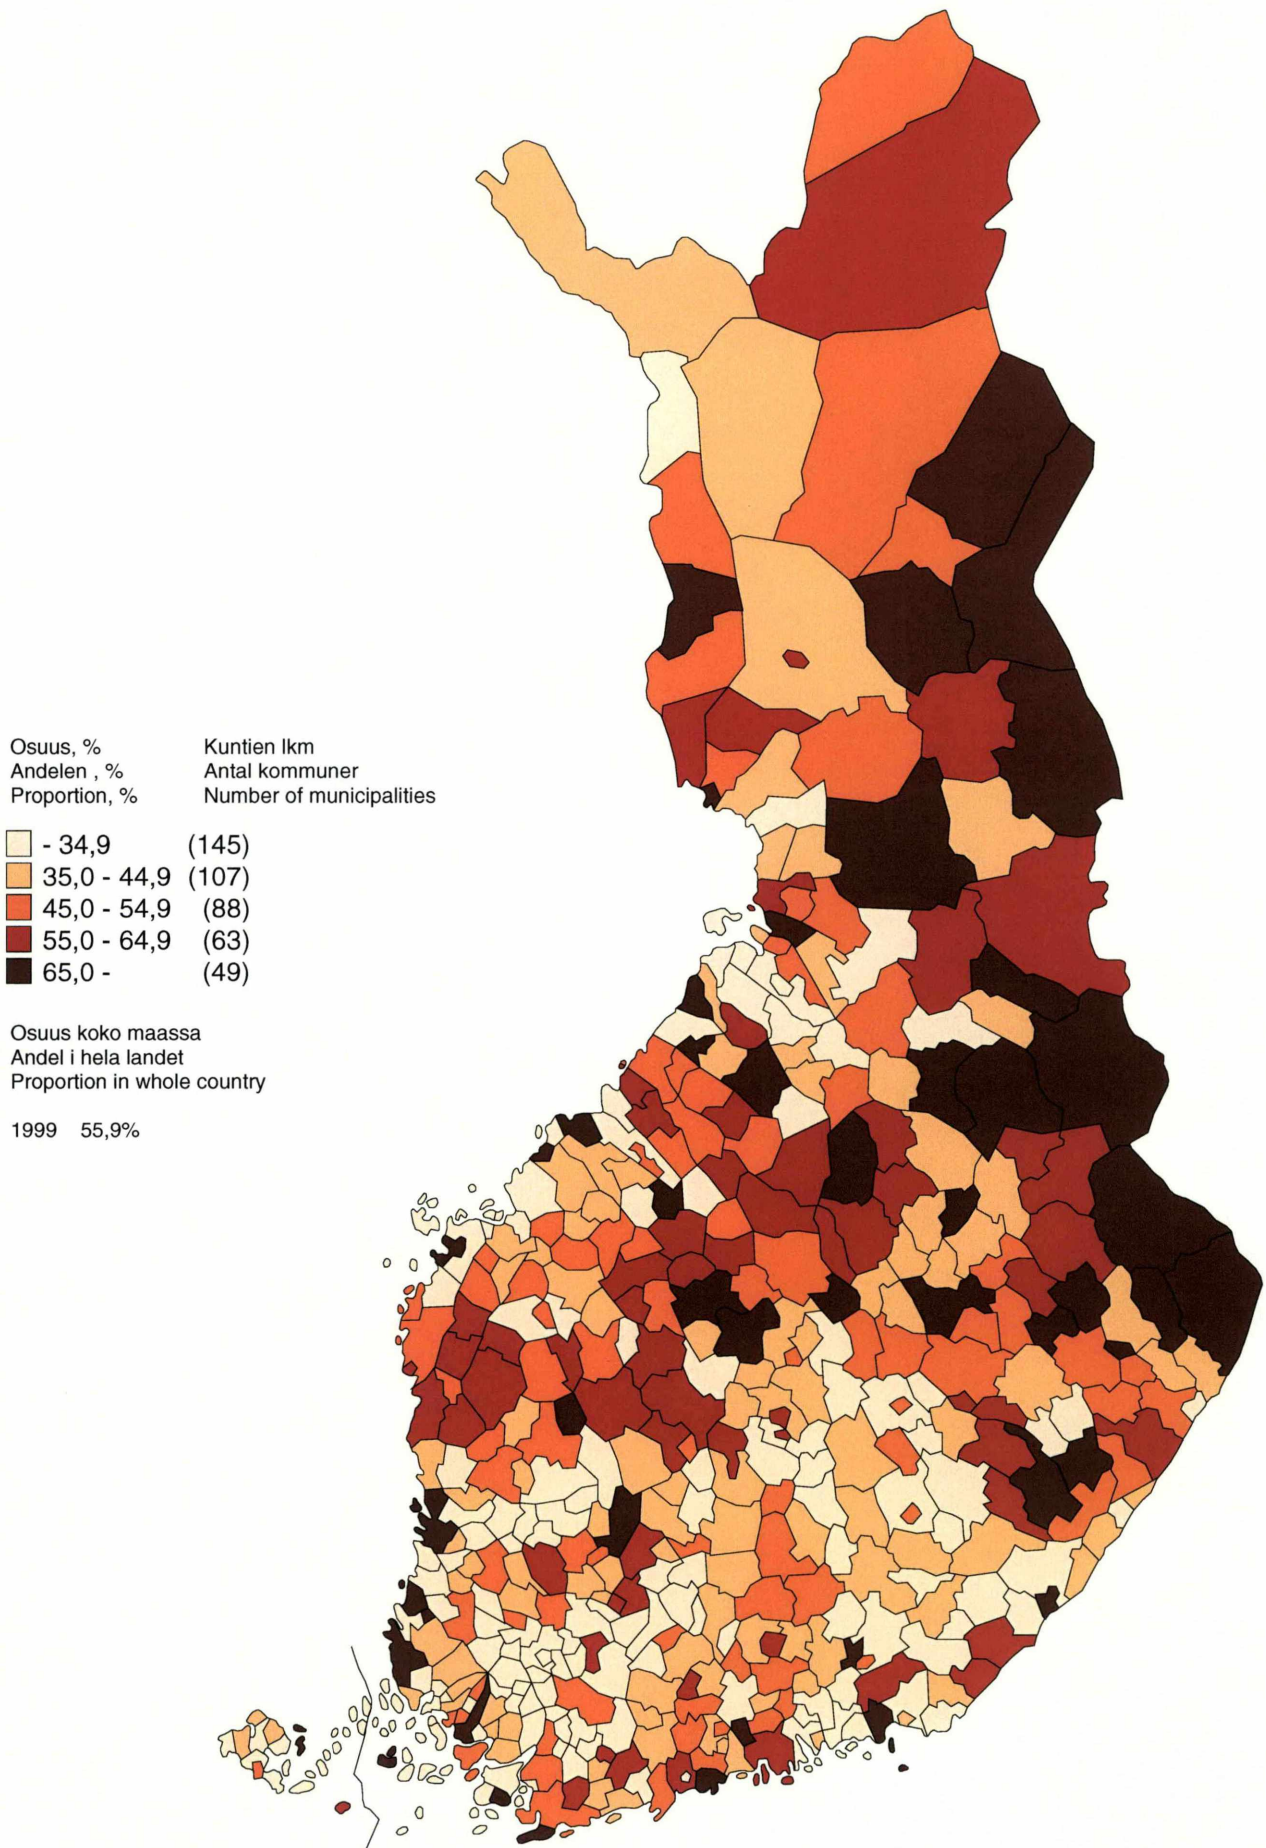 Osuus, % Kuntien lkm
Andelen , % Antal kommuner
Proportion, % Number of municipalities
- 34,9 (145)
35,0 - 44,9 (107)
45,0 - 54,9 (88)
55,0 - 64,9 (63)
65,0 - (49)
Osuus koko maassa
Andel i hela landet
Proportion in whole country
1999 55,9%